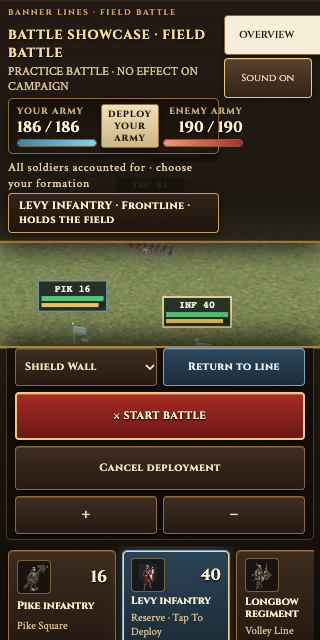 BANNER LINES · FIELD BATTLE
BATTLE SHOWCASE · FIELD
BATTLE
PRACTICE BATTLE · NO EFFECT ON
CAMPAIGN
OVERVIEW
SOUND ON
YOUR ARMY
186 / 186
DEPLOY
YOUR
ARMY
ENEMY ARMY
190 / 190
All soldiers accounted for · choose
your formation
INF 91
LEVY INFANTRY · FRONTLINE ·
HOLDS THE FIELD
PIK 16
INF 40
SHIELD WALL
RETURN TO LINE
⚔ START BATTLE
CANCEL DEPLOYMENT
+
−
16
PIKE INFANTRY
Pike Square
40
LEVY INFANTRY
Reserve · Tap To
Deploy
LONGBOW
REGIMENT
Volley Line